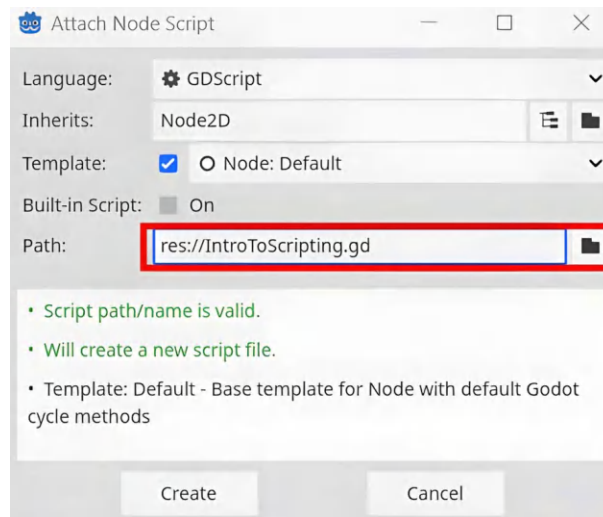 Attach Node Script
Language: GDScript
Inherits: Node2D
Template: Node: Default
Built-in Script: On
Path: res://IntroToScripting.gd
• Script path/name is valid.
• Will create a new script file.
• Template: Default - Base template for Node with default Godot
cycle methods
Create Cancel